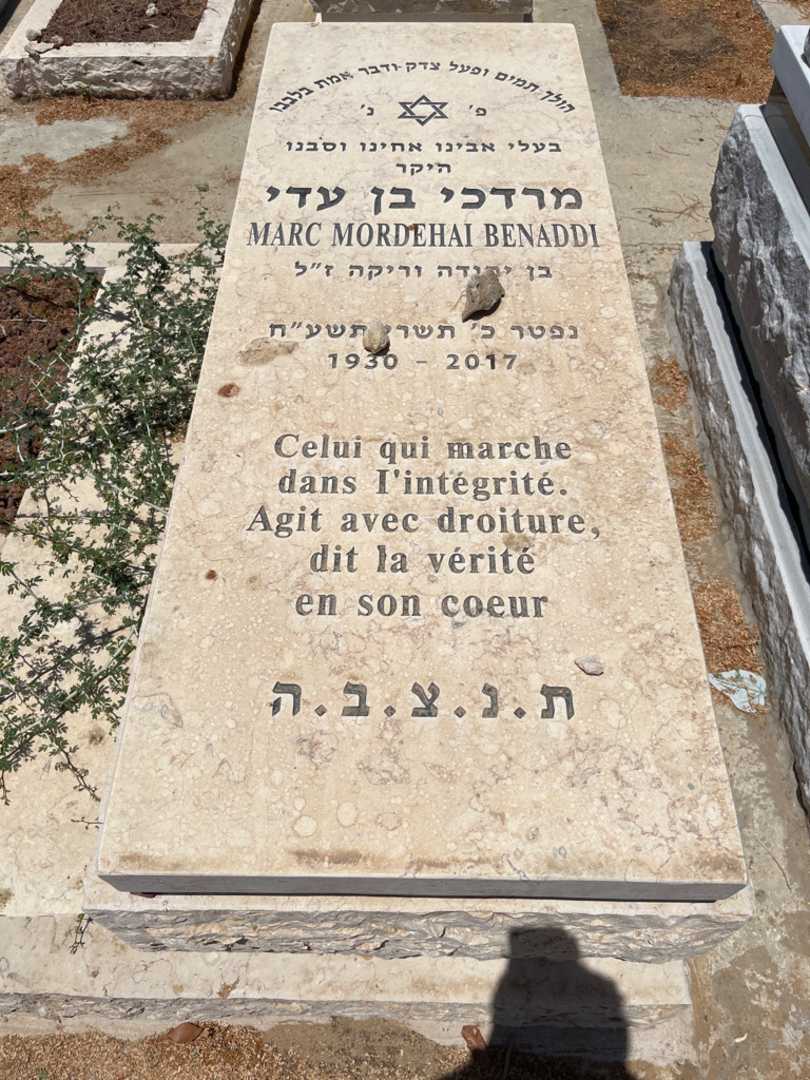 הולך תמים ופועל צדק ודבר אמת בלבבו
פ׳ נ׳
בעלי אבינו אחינו וסבנו
היקר
מרדכי בן עדי
MARC MORDEHAI BENADDI
בן יהודה וריקה ז״ל
נפטר כ׳ תשרי תשע״ח
1930 - 2017
Celui qui marche
dans I'intégrité.
Agit avec droiture,
dit la vérité
en son coeur
ת.נ.צ.ב.ה